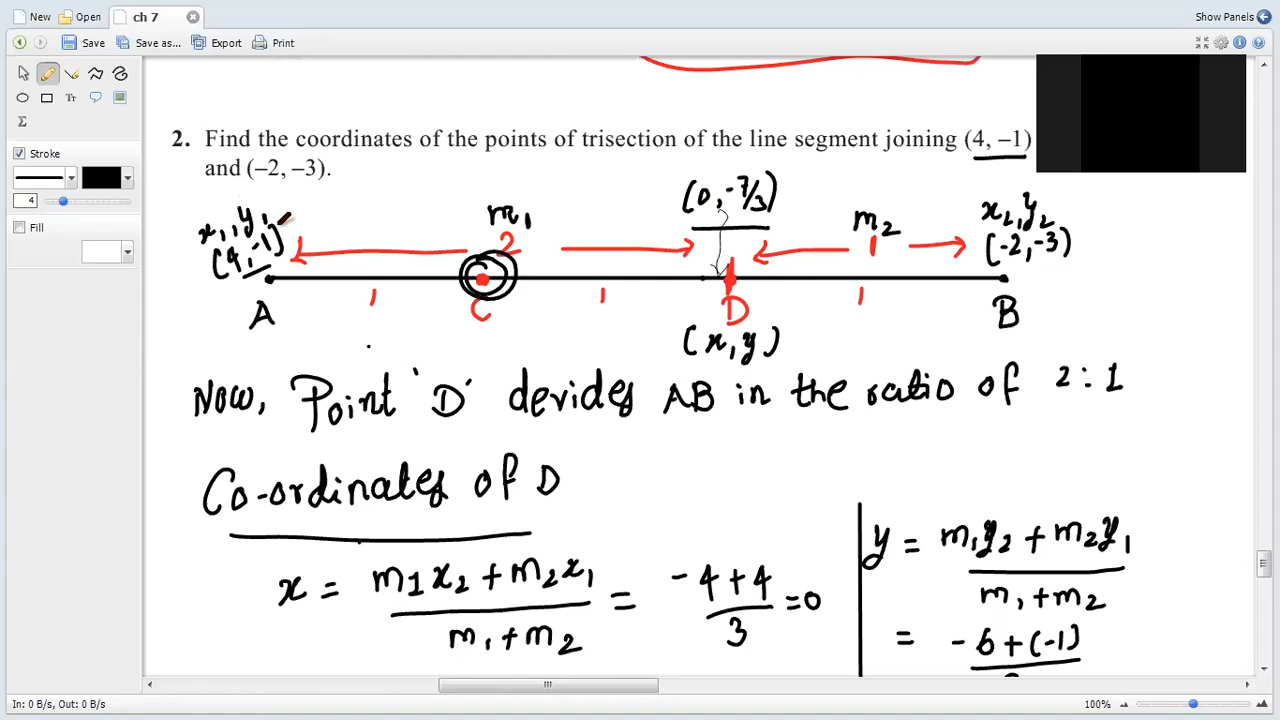 New Open ch 7 Show Panels
Save Save as... Export Print
Stroke
4
Fill
2. Find the coordinates of the points of trisection of the line segment joining (4, –1)
and (–2, –3).
x₁, y₁ m₁ (0, -7/3) m₂ x₂, y₂
(4, -1) 2 1 (-2, -3)
1 1 1
A C D B
(x, y)
Now, Point 'D' devides AB in the ratio of 2 : 1
Co-ordinates of D
x = m1x₂ + m₂x₁ / m₁ + m₂ = -4 + 4 / 3 = 0
y = m₁y₂ + m₂y₁ / m₁ + m₂
= -6 + (-1)
In: 0 B/s, Out: 0 B/s 100%